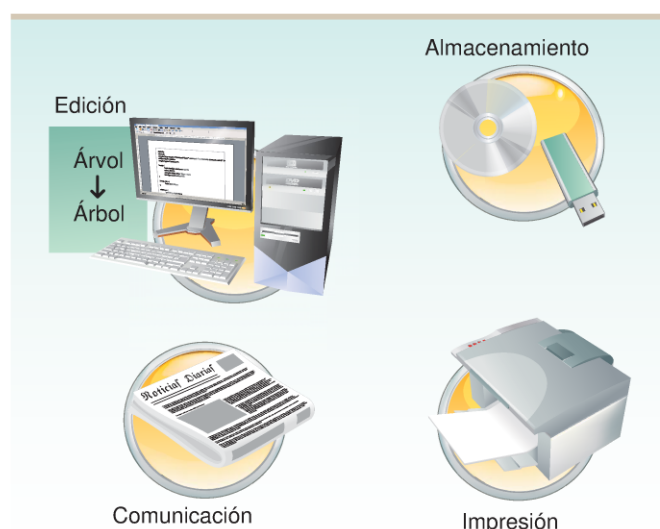 Almacenamiento
Edición
Árvol
Árbol
Noticias Diarias
Comunicación
Impresión